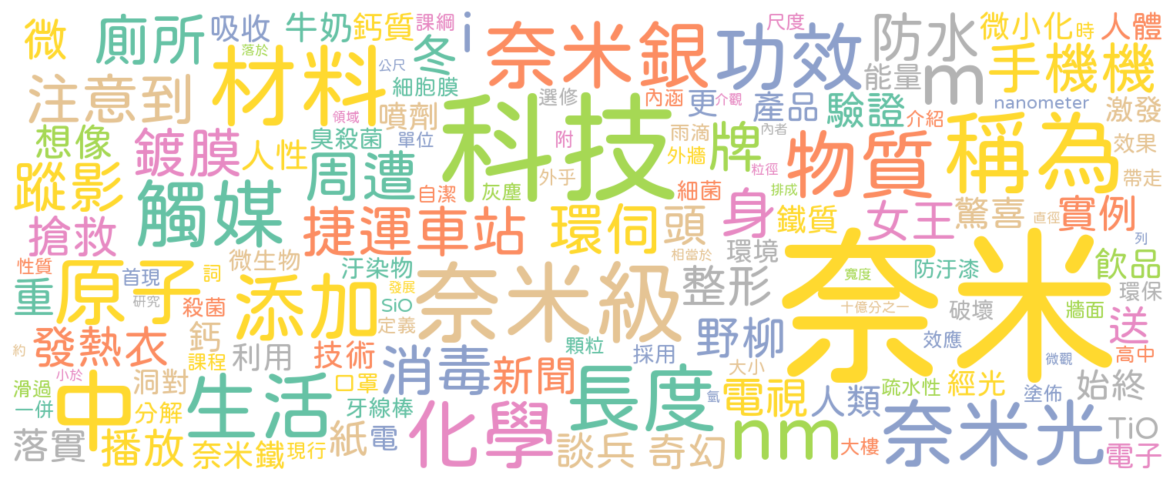 微
廁所
吸收
牛奶
鈣質
課綱
i
奈米銀
功效
尺度
防水
微小化
時
人體
落於
冬
公尺
注意到
材料
細胞膜
能量
m
手機
機
選修
內涵
更
介觀
產品
驗證
nanometer
激發
領域
噴劑
科技
介紹
想像
鍍膜
人性
臭殺菌
單位
附
雨滴
外牆
牌
內者
物質
稱為
效果
周遭
粒徑
帶走
蹤影
觸媒
自潔
灰塵
外乎
細菌
排成
搶救
捷運車站
環伺
頭
身
鐵質
女王
驚喜
直徑
實例
列
性質
首現
微生物
詞
汙染物
奈米級
相當於
環境
奈米
寬度
防汙漆
飲品
重
原子
研究
殺菌
添加
發展
SiO
定義
整形
十億分之一
破壞
環保
牆面
送
約
發熱衣
鈣
課程
利用
技術
消毒
新聞
顆粒
採用
野柳
效應
微觀
高中
小於
滑過
一併
中
洞對
分解
生活
口罩
牙線棒
長度
大小
氫
電視
人類
疏水性
經光
塗佈
始終
落實
播放
奈米鐵
現行
紙
電
化學
談兵
奇幻
nm
大樓
奈米光
TiO
電子